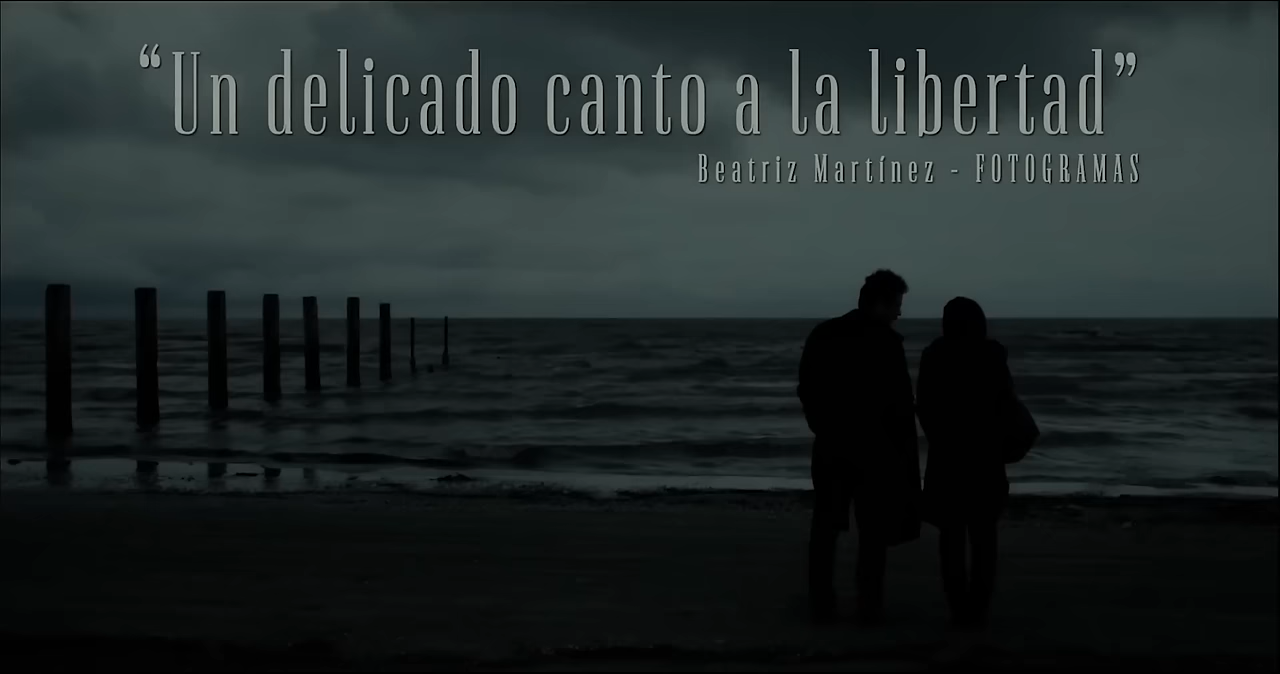 “Un delicado canto a la libertad”
Beatriz Martínez - FOTOGRAMAS